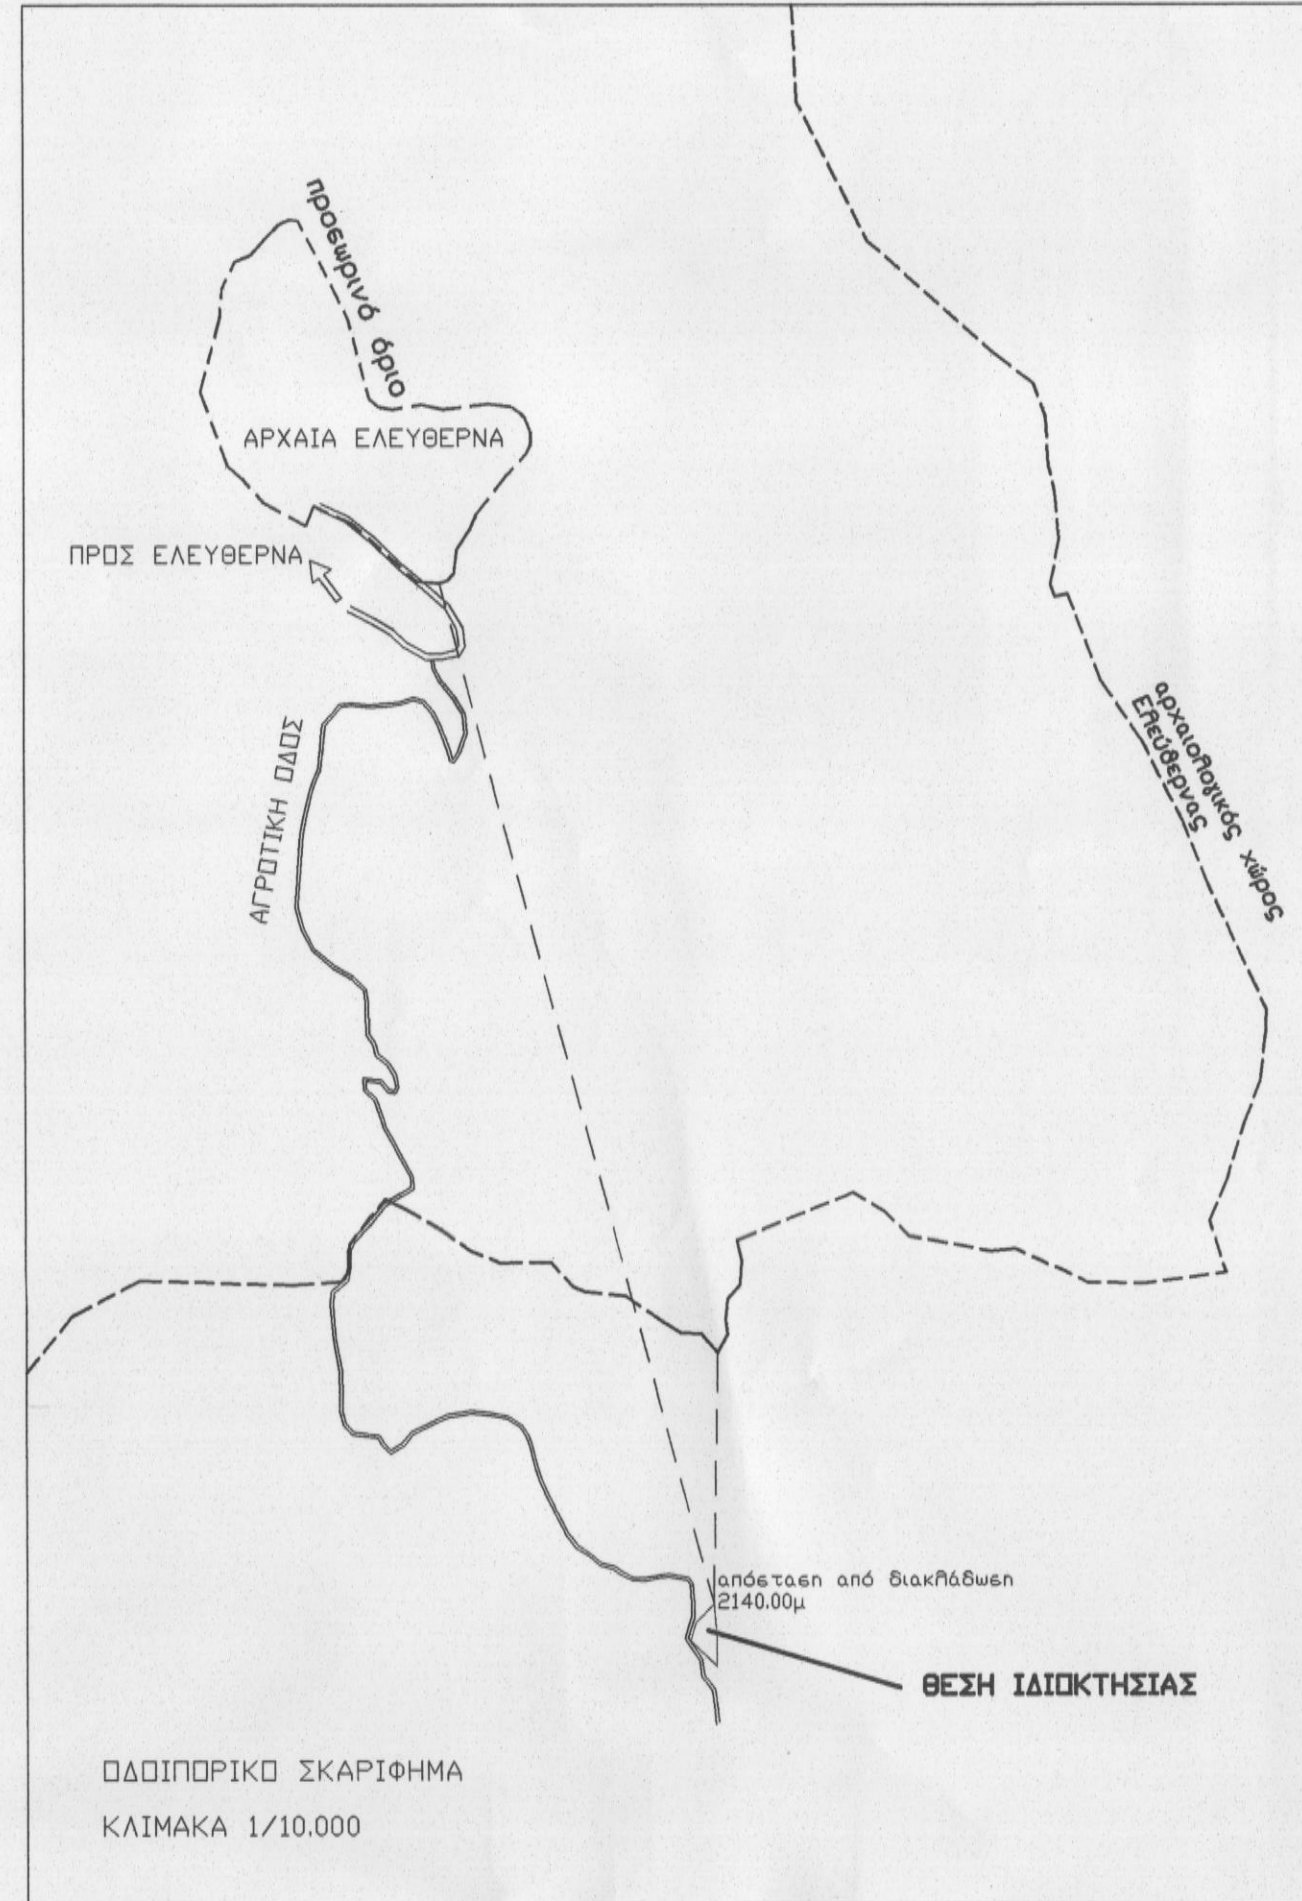 προσωρινό όριο
ΑΡΧΑΙΑ ΕΛΕΥΘΕΡΝΑ
ΠΡΟΣ ΕΛΕΥΘΕΡΝΑ
αρχαιολογικός χώρος
Ελεύθερνας
ΑΓΡΟΤΙΚΗ ΟΔΟΣ
απόσταση από διακλάδωση
2140.00μ
ΘΕΣΗ ΙΔΙΟΚΤΗΣΙΑΣ
ΟΔΟΙΠΟΡΙΚΟ ΣΚΑΡΙΦΗΜΑ
ΚΛΙΜΑΚΑ 1/10.000